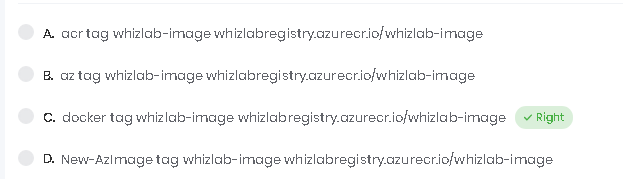 A. acr tag whizlab-image whizlabregistry.azurecr.io/whizlab-image
B. az tag whizlab-image whizlabregistry.azurecr.io/whizlab-image
C. docker tag whizlab-image whizlabregistry.azurecr.io/whizlab-image ✓ Right
D. New-AzImage tag whizlab-image whizlabregistry.azurecr.io/whizlab-image